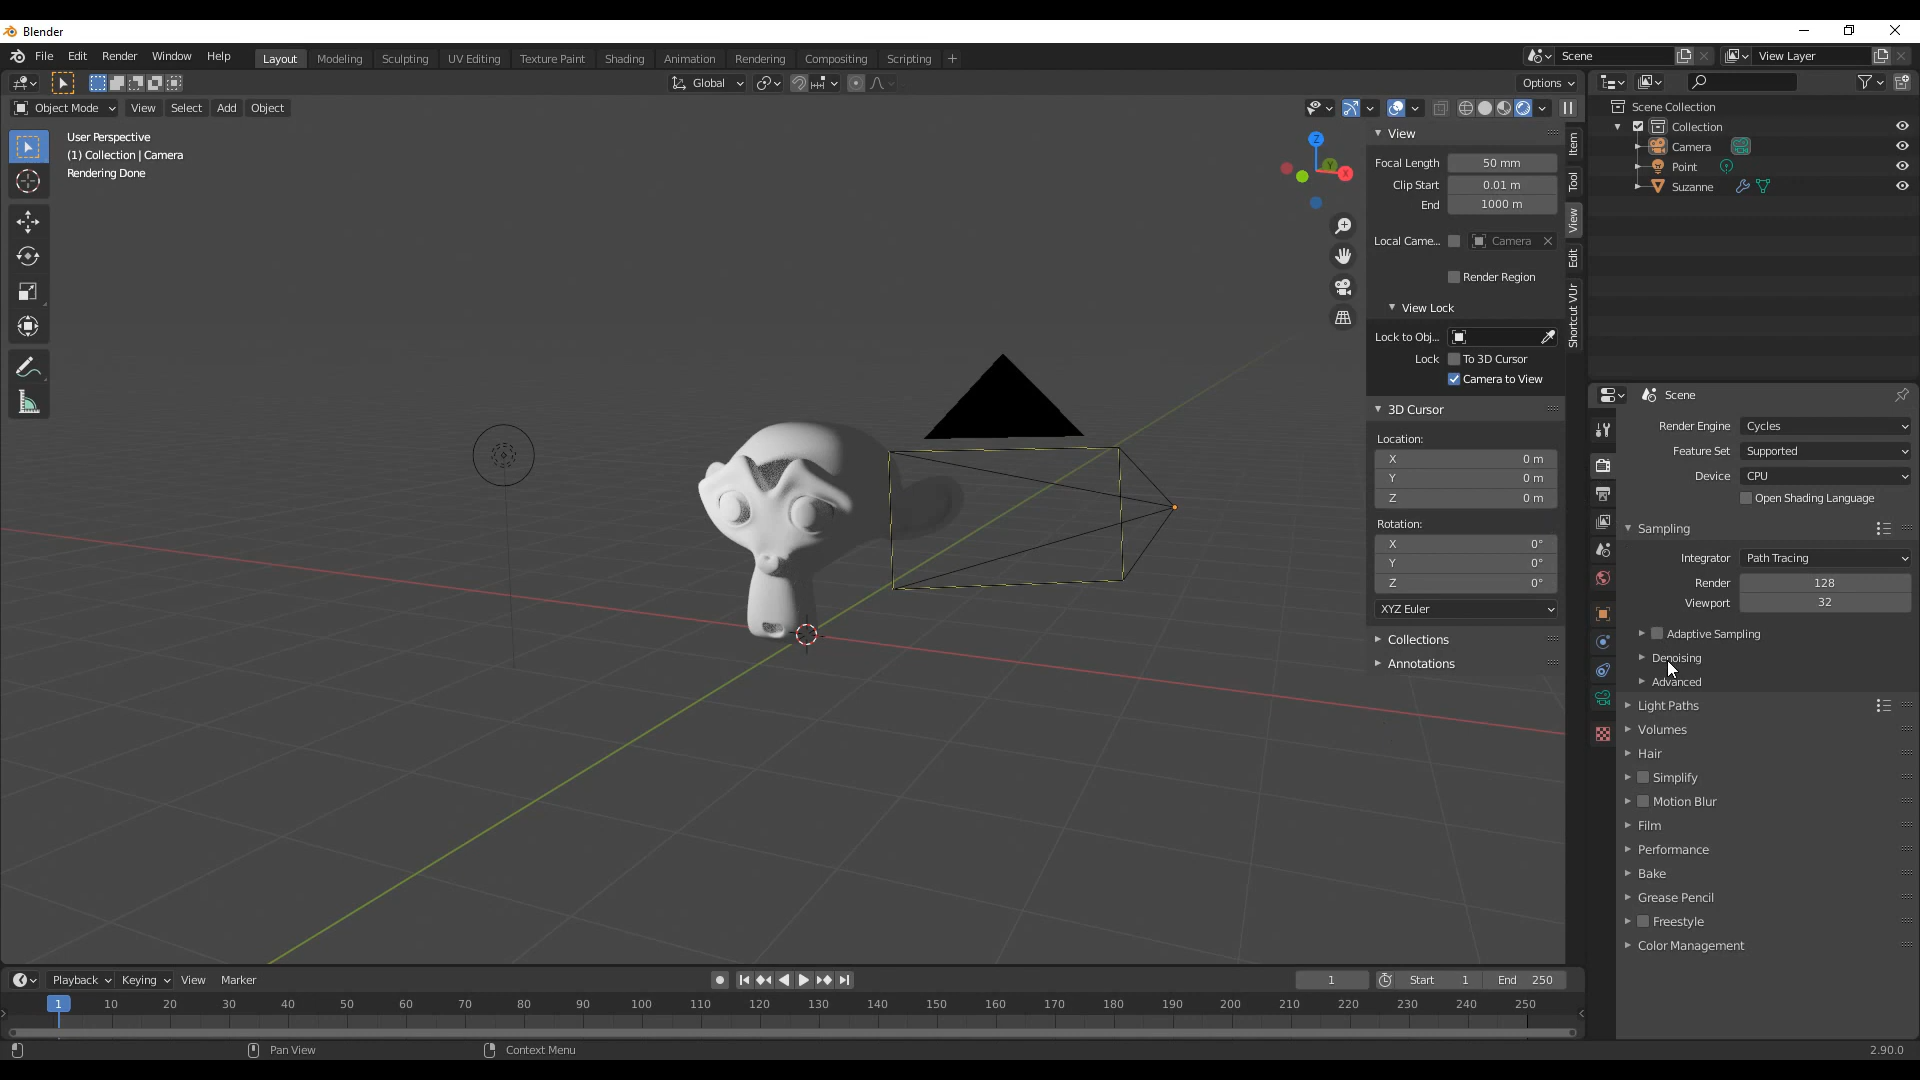 Blender
File Edit Render Window Help Layout Modeling Sculpting UV Editing Texture Paint Shading Animation Rendering Compositing Scripting + Scene View Layer
Global Options
Object Mode View Select Add Object
User Perspective
(1) Collection | Camera
Rendering Done
Z
Y
X
View
Focal Length 50 mm
Clip Start 0.01 m
End 1000 m
Local Came... Camera
Render Region
View Lock
Lock to Obj...
Lock To 3D Cursor
Camera to View
3D Cursor
Location:
X 0 m
Y 0 m
Z 0 m
Rotation:
X 0°
Y 0°
Z 0°
XYZ Euler
Collections
Annotations
Item
Tool
View
Edit
Shortcut VUr
Scene Collection
Collection
Camera
Point
Suzanne
Scene
Render Engine Cycles
Feature Set Supported
Device CPU
Open Shading Language
Sampling
Integrator Path Tracing
Render 128
Viewport 32
Adaptive Sampling
Denoising
Advanced
Light Paths
Volumes
Hair
Simplify
Motion Blur
Film
Performance
Bake
Grease Pencil
Freestyle
Color Management
Playback Keying View Marker 1 Start 1 End 250
1 10 20 30 40 50 60 70 80 90 100 110 120 130 140 150 160 170 180 190 200 210 220 230 240 250
Pan View Context Menu 2.90.0